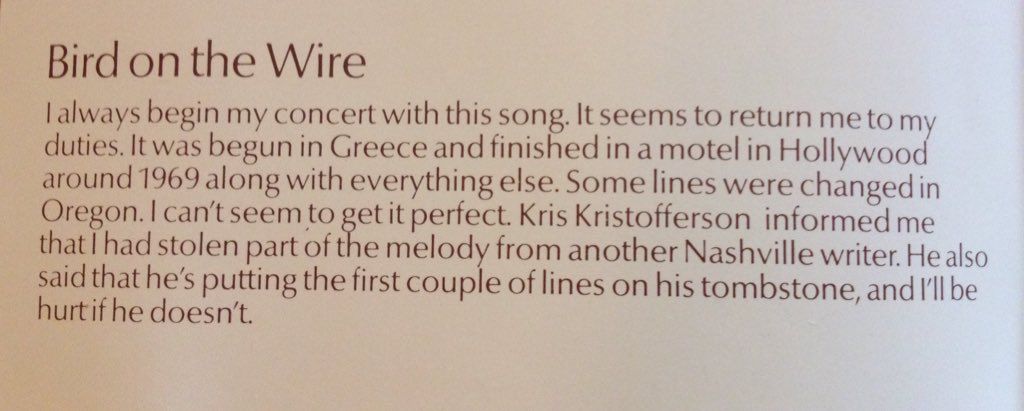 Bird on the Wire
I always begin my concert with this song. It seems to return me to my
duties. It was begun in Greece and finished in a motel in Hollywood
around 1969 along with everything else. Some lines were changed in
Oregon. I can't seem to get it perfect. Kris Kristofferson informed me
that I had stolen part of the melody from another Nashville writer. He also
said that he's putting the first couple of lines on his tombstone, and I'll be
hurt if he doesn't.